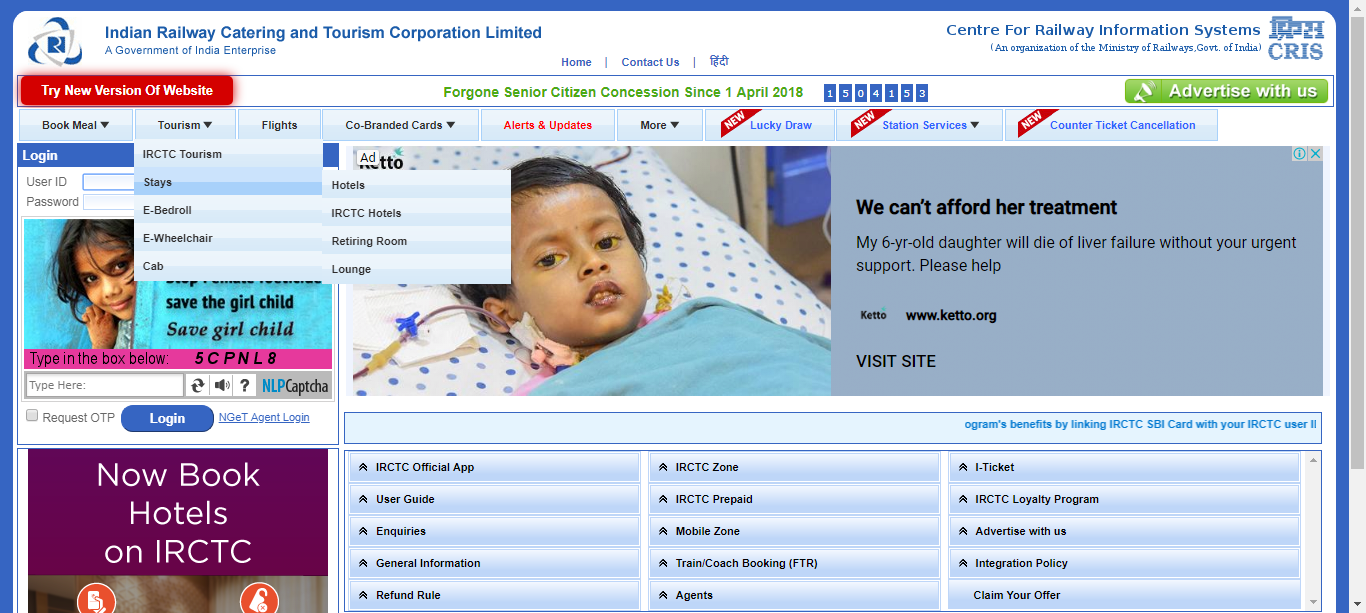 Indian Railway Catering and Tourism Corporation Limited
A Government of India Enterprise
Centre For Railway Information Systems
(An organization of the Ministry of Railways,Govt. of India)
CRIS
Home | Contact Us | हिंदी
Try New Version Of Website
Forgone Senior Citizen Concession Since 1 April 2018 1 5 0 4 1 5 3
Advertise with us
Book Meal Tourism Flights Co-Branded Cards Alerts & Updates More NEW Lucky Draw NEW Station Services NEW Counter Ticket Cancellation
Login
User ID
Password
IRCTC Tourism
Stays
E-Bedroll
E-Wheelchair
Cab
Hotels
IRCTC Hotels
Retiring Room
Lounge
save the girl child
Save girl child
Type in the box below: 5CPNL8
Type Here: ? NLPCaptcha
Request OTP Login NGeT Agent Login
Ad
Ketto
We can't afford her treatment
My 6-yr-old daughter will die of liver failure without your urgent
support. Please help
Ketto www.ketto.org
VISIT SITE
ogram's benefits by linking IRCTC SBI Card with your IRCTC user I
Now Book
Hotels
on IRCTC
IRCTC Official App IRCTC Zone I-Ticket
User Guide IRCTC Prepaid IRCTC Loyalty Program
Enquiries Mobile Zone Advertise with us
General Information Train/Coach Booking (FTR) Integration Policy
Refund Rule Agents Claim Your Offer